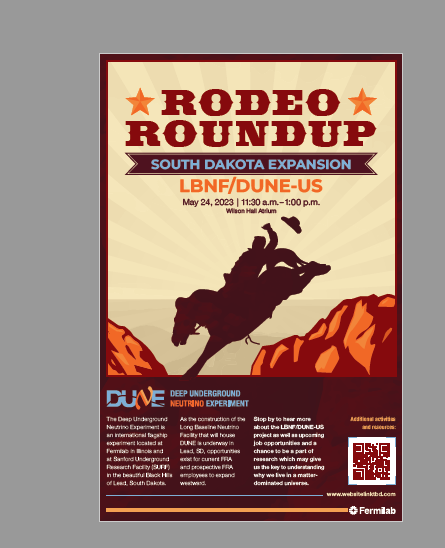 RODEO
ROUNDUP
SOUTH DAKOTA EXPANSION
LBNF/DUNE-US
May 24, 2023 | 11:30 a.m.–1:00 p.m.
Wilson Hall Atrium
DUNE DEEP UNDERGROUND
NEUTRINO EXPERIMENT
The Deep Underground
Neutrino Experiment is
an international flagship
experiment located at
Fermilab in Illinois and
at Sanford Underground
Research Facility (SURF)
in the beautiful Black Hills
of Lead, South Dakota.
As the construction of the
Long Baseline Neutrino
Facility that will house
DUNE is underway in
Lead, SD, opportunities
exist for current FRA
and prospective FRA
employees to expand
westward.
Stop by to hear more
about the LBNF/DUNE-US
project as well as upcoming
job opportunities and a
chance to be a part of
research which may give
us the key to understanding
why we live in a matter-
dominated universe.
Additional activities
and resources:
www.websitelinktbd.com
Fermilab